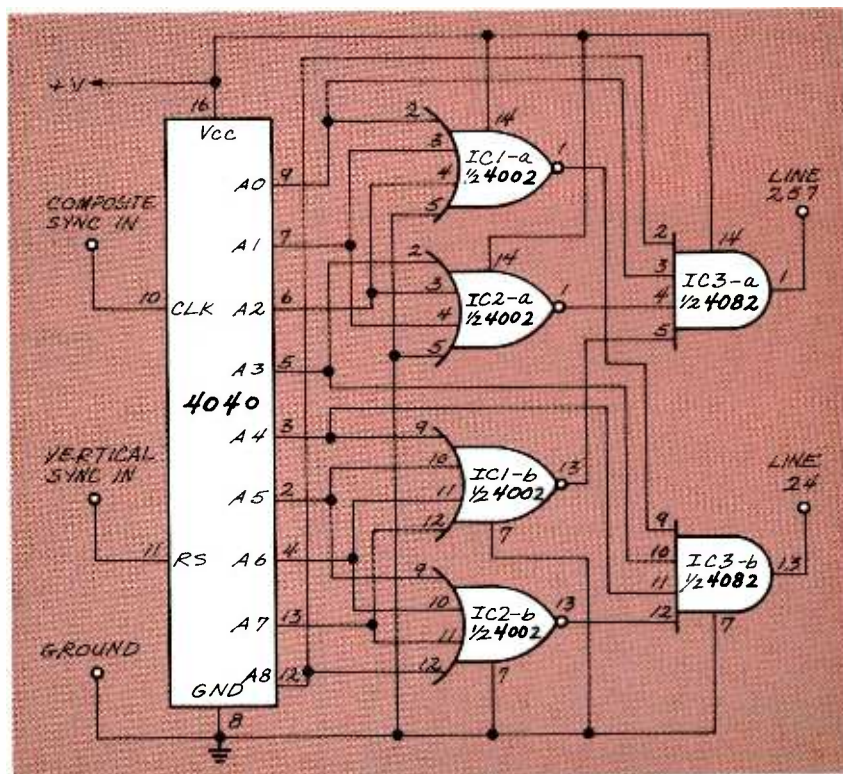 +V
16
Vcc
COMPOSITE
SYNC IN
10
CLK
VERTICAL
SYNC IN
11
RS
GROUND
GND
8
4040
A0
9
A1
7
A2
6
A3
5
A4
3
A5
2
A6
4
A7
13
A8
12
2
3
4
5
14
IC1-a
½ 4002
1
2
3
4
5
14
IC2-a
½ 4002
1
9
10
11
12
IC1-b
½ 4002
13
7
9
10
11
12
IC2-b
½ 4002
13
7
2
3
4
5
14
IC3-a
½ 4082
1
LINE
257
9
10
11
12
IC3-b
½ 4082
13
7
LINE
24